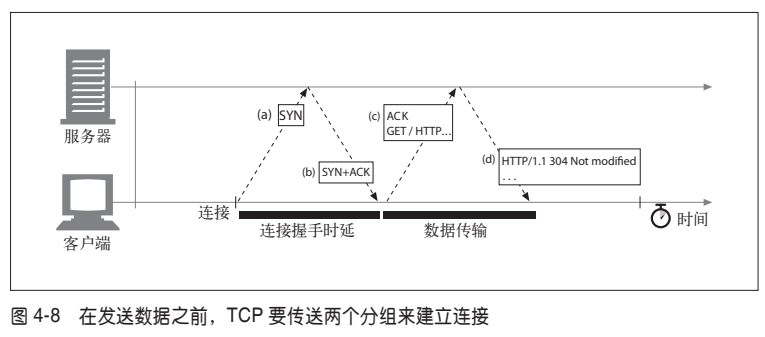 服务器
(a) SYN
(b) SYN+ACK
(c) ACK
GET / HTTP...
(d) HTTP/1.1 304 Not modified
. . .
客户端
连接
连接握手时延
数据传输
时间
图 4-8 在发送数据之前，TCP 要传送两个分组来建立连接